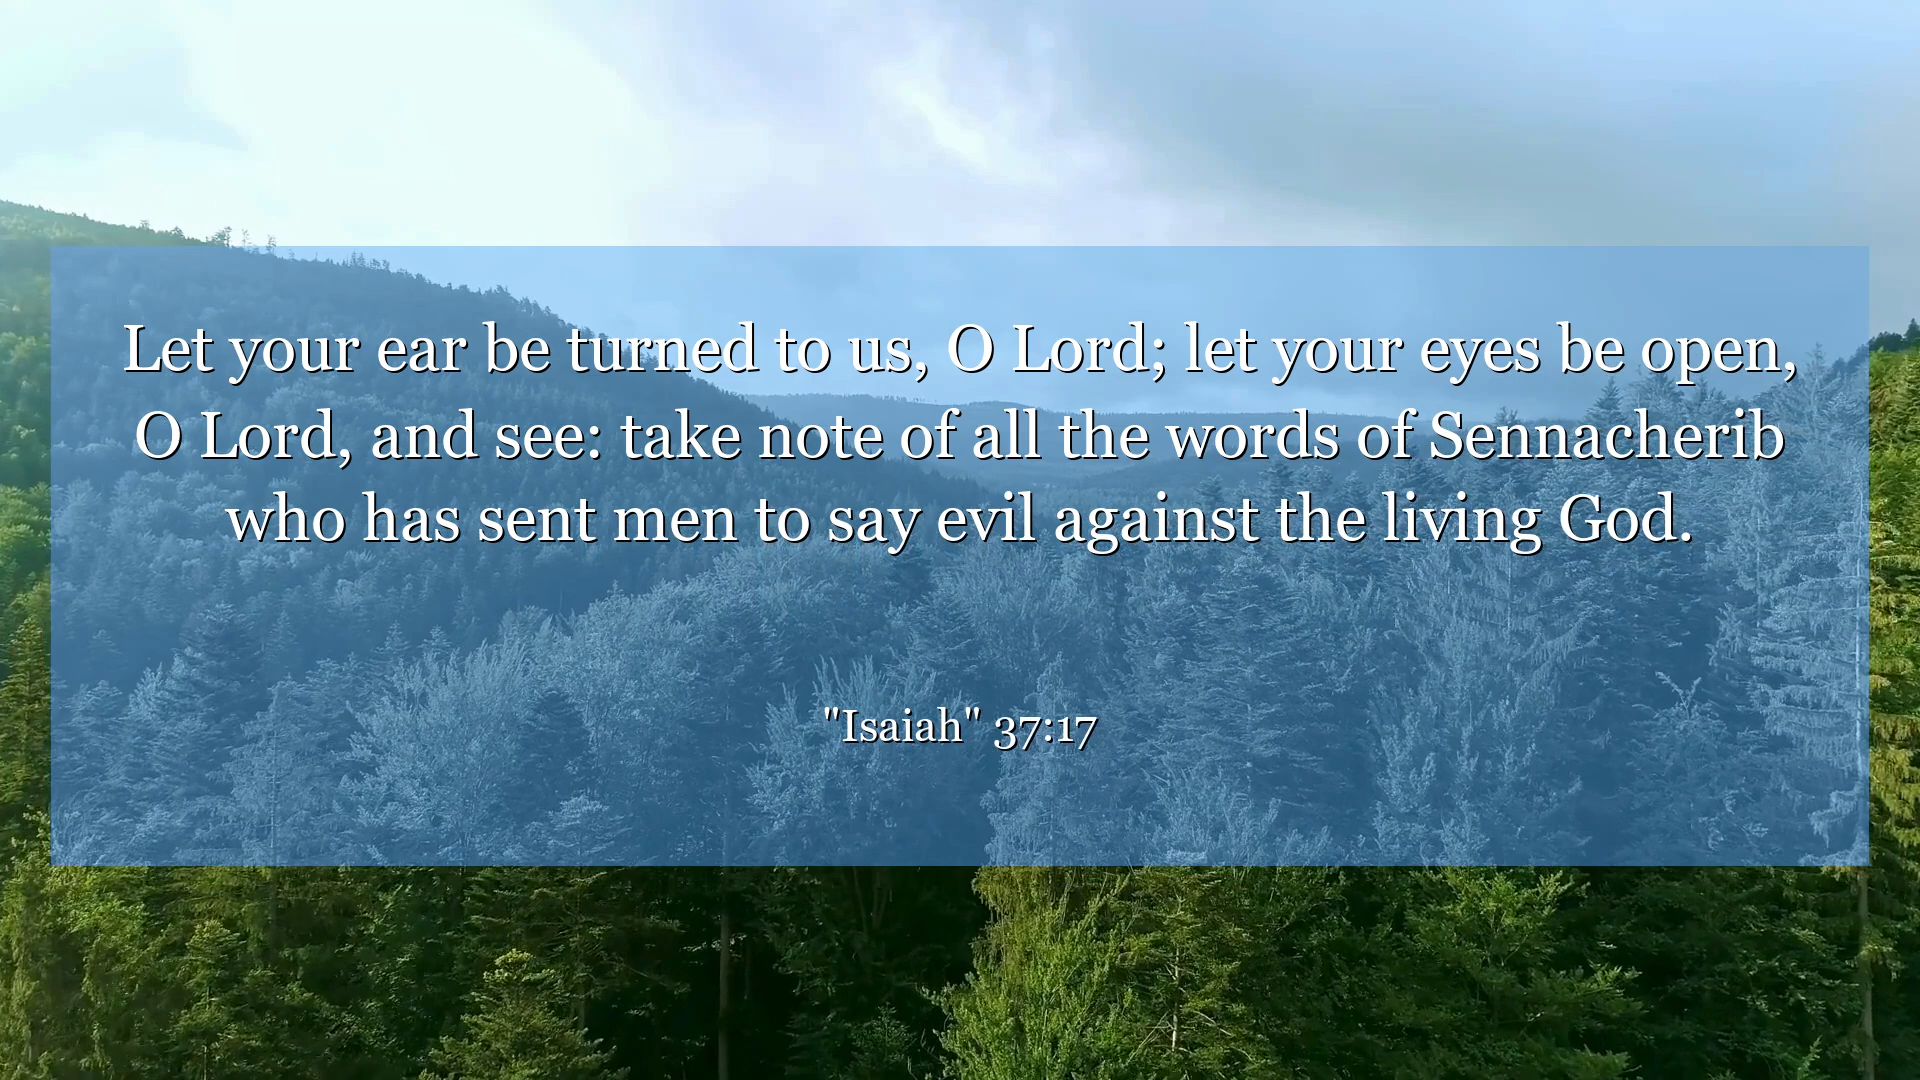 Let your ear be turned to us, O Lord; let your eyes be open,
O Lord, and see: take note of all the words of Sennacherib
who has sent men to say evil against the living God.
"Isaiah" 37:17